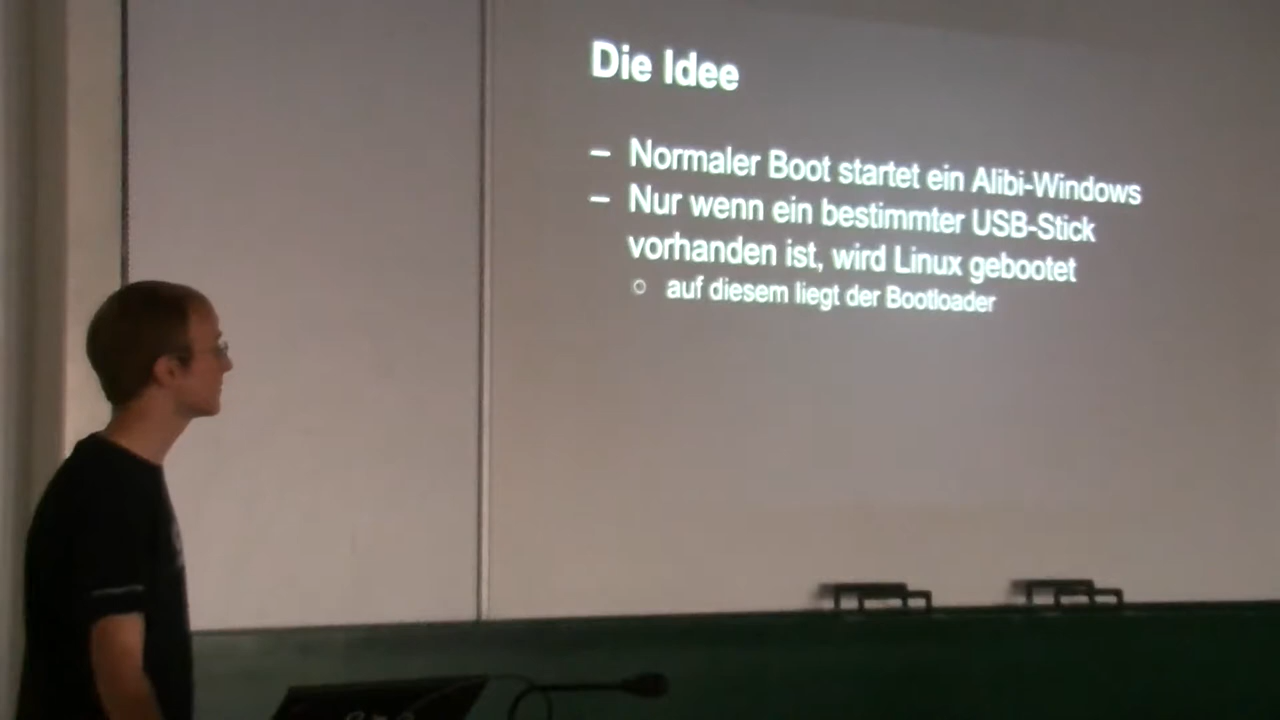 Die Idee
– Normaler Boot startet ein Alibi-Windows
– Nur wenn ein bestimmter USB-Stick
vorhanden ist, wird Linux gebootet
○ auf diesem liegt der Bootloader